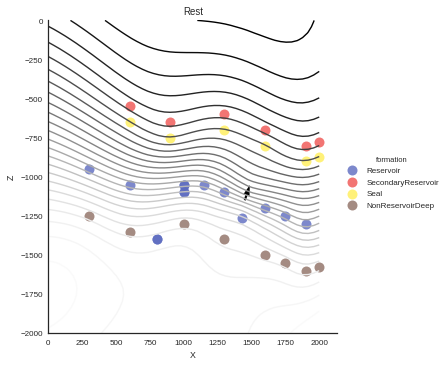 Rest
0
−250
−500
−750
−1000
−1250
−1500
−1750
−2000
Z
0 250 500 750 1000 1250 1500 1750 2000
X
formation
Reservoir
SecondaryReservoir
Seal
NonReservoirDeep